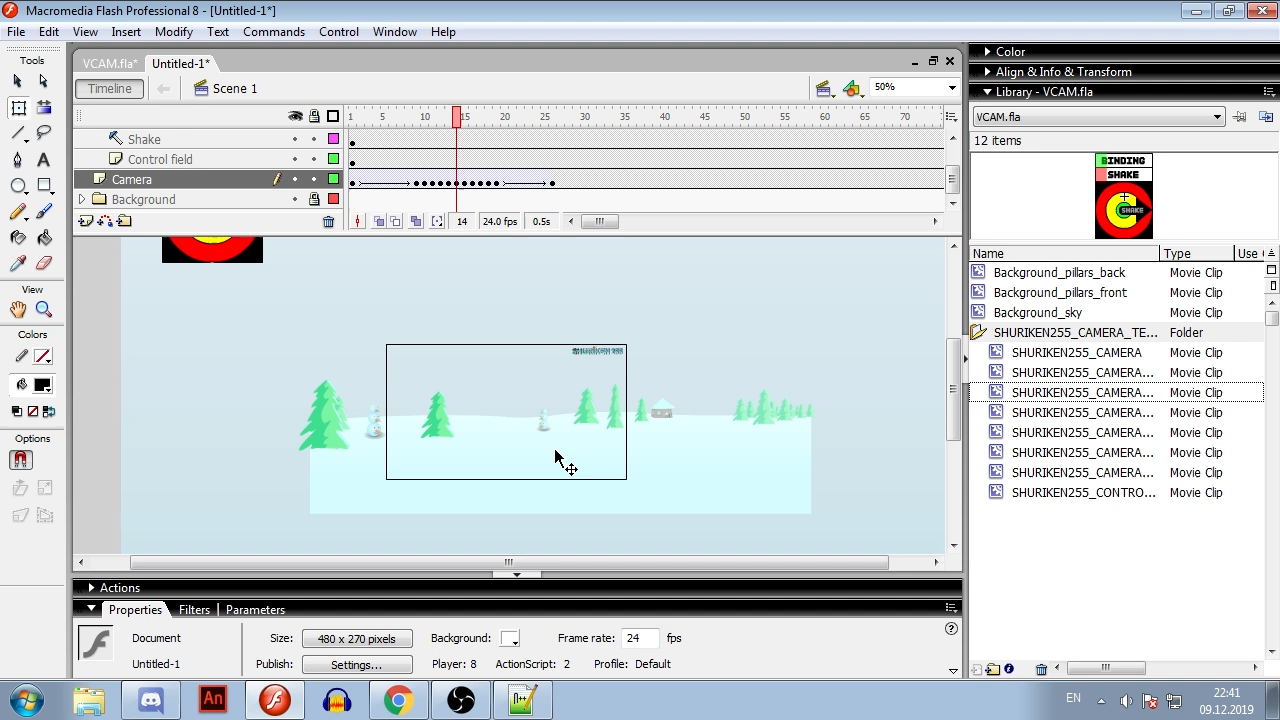 Macromedia Flash Professional 8 - [Untitled-1*]
File Edit View Insert Modify Text Commands Control Window Help
Tools
VCAM.fla* Untitled-1*
Timeline Scene 1 50%
1 5 10 15 20 25 30 35 40 45 50 55 60 65 70
Shake
Control field
Camera
Background
14 24.0 fps 0.5s
View
Colors
Options
Color
Align & Info & Transform
Library - VCAM.fla
VCAM.fla
12 items
BINDING
SHAKE
SHAKE
Name Type Use
Background_pillars_back Movie Clip
Background_pillars_front Movie Clip
Background_sky Movie Clip
SHURIKEN255_CAMERA_TE... Folder
SHURIKEN255_CAMERA Movie Clip
SHURIKEN255_CAMERA... Movie Clip
SHURIKEN255_CAMERA... Movie Clip
SHURIKEN255_CAMERA... Movie Clip
SHURIKEN255_CAMERA... Movie Clip
SHURIKEN255_CAMERA... Movie Clip
SHURIKEN255_CAMERA... Movie Clip
SHURIKEN255_CONTRO... Movie Clip
Actions
Properties Filters Parameters
Document Size: 480 x 270 pixels Background: Frame rate: 24 fps
Untitled-1 Publish: Settings... Player: 8 ActionScript: 2 Profile: Default
An EN 22:41
09.12.2019